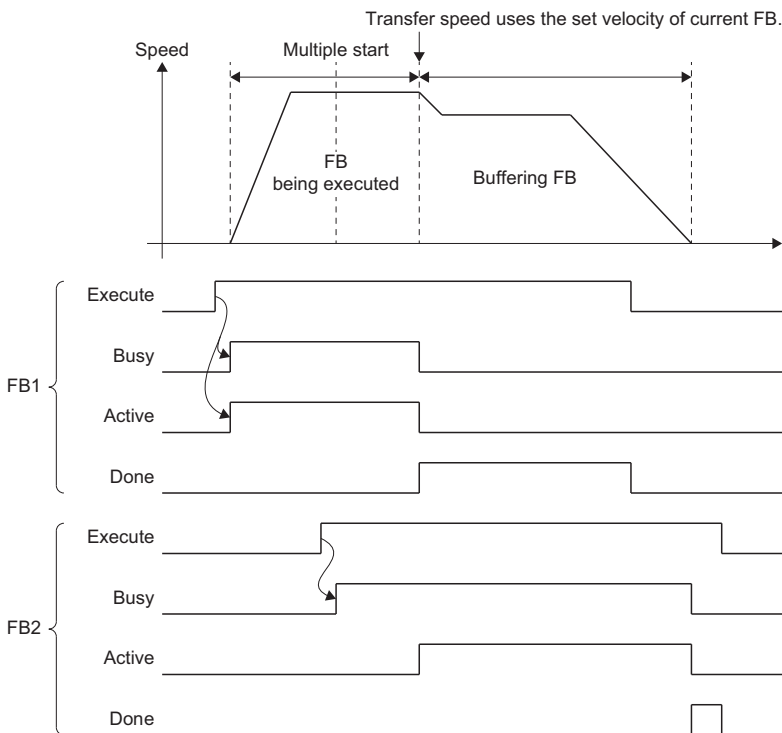 Transfer speed uses the set velocity of current FB.
Speed
Multiple start
FB
being executed
Buffering FB
FB1
Execute
Busy
Active
Done
FB2
Execute
Busy
Active
Done